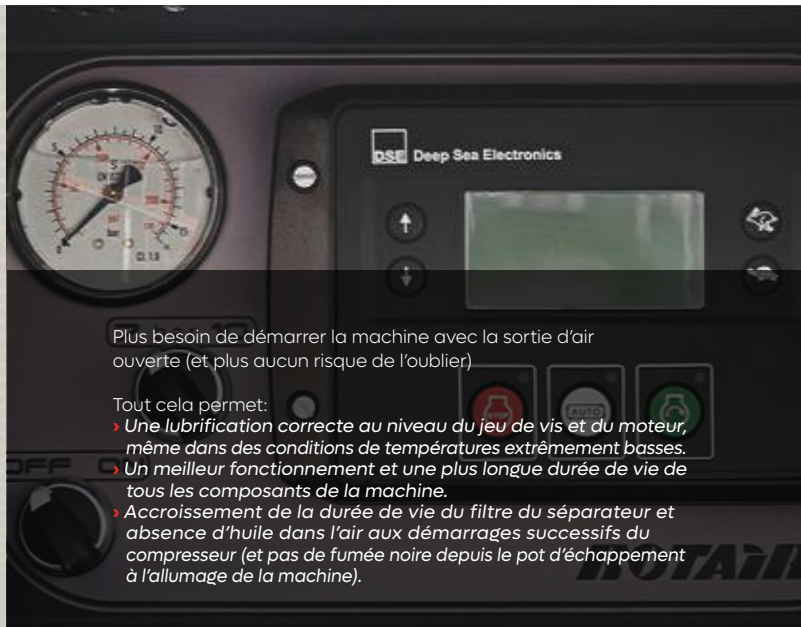 DSE Deep Sea Electronics
Plus besoin de démarrer la machine avec la sortie d'air
ouverte (et plus aucun risque de l'oublier)
Tout cela permet:
› Une lubrification correcte au niveau du jeu de vis et du moteur,
même dans des conditions de températures extrêmement basses.
› Un meilleur fonctionnement et une plus longue durée de vie de
tous les composants de la machine.
› Accroissement de la durée de vie du filtre du séparateur et
absence d'huile dans l'air aux démarrages successifs du
compresseur (et pas de fumée noire depuis le pot d'échappement
à l'allumage de la machine).
STOP
AUTO
OFF ON
ROTAIR